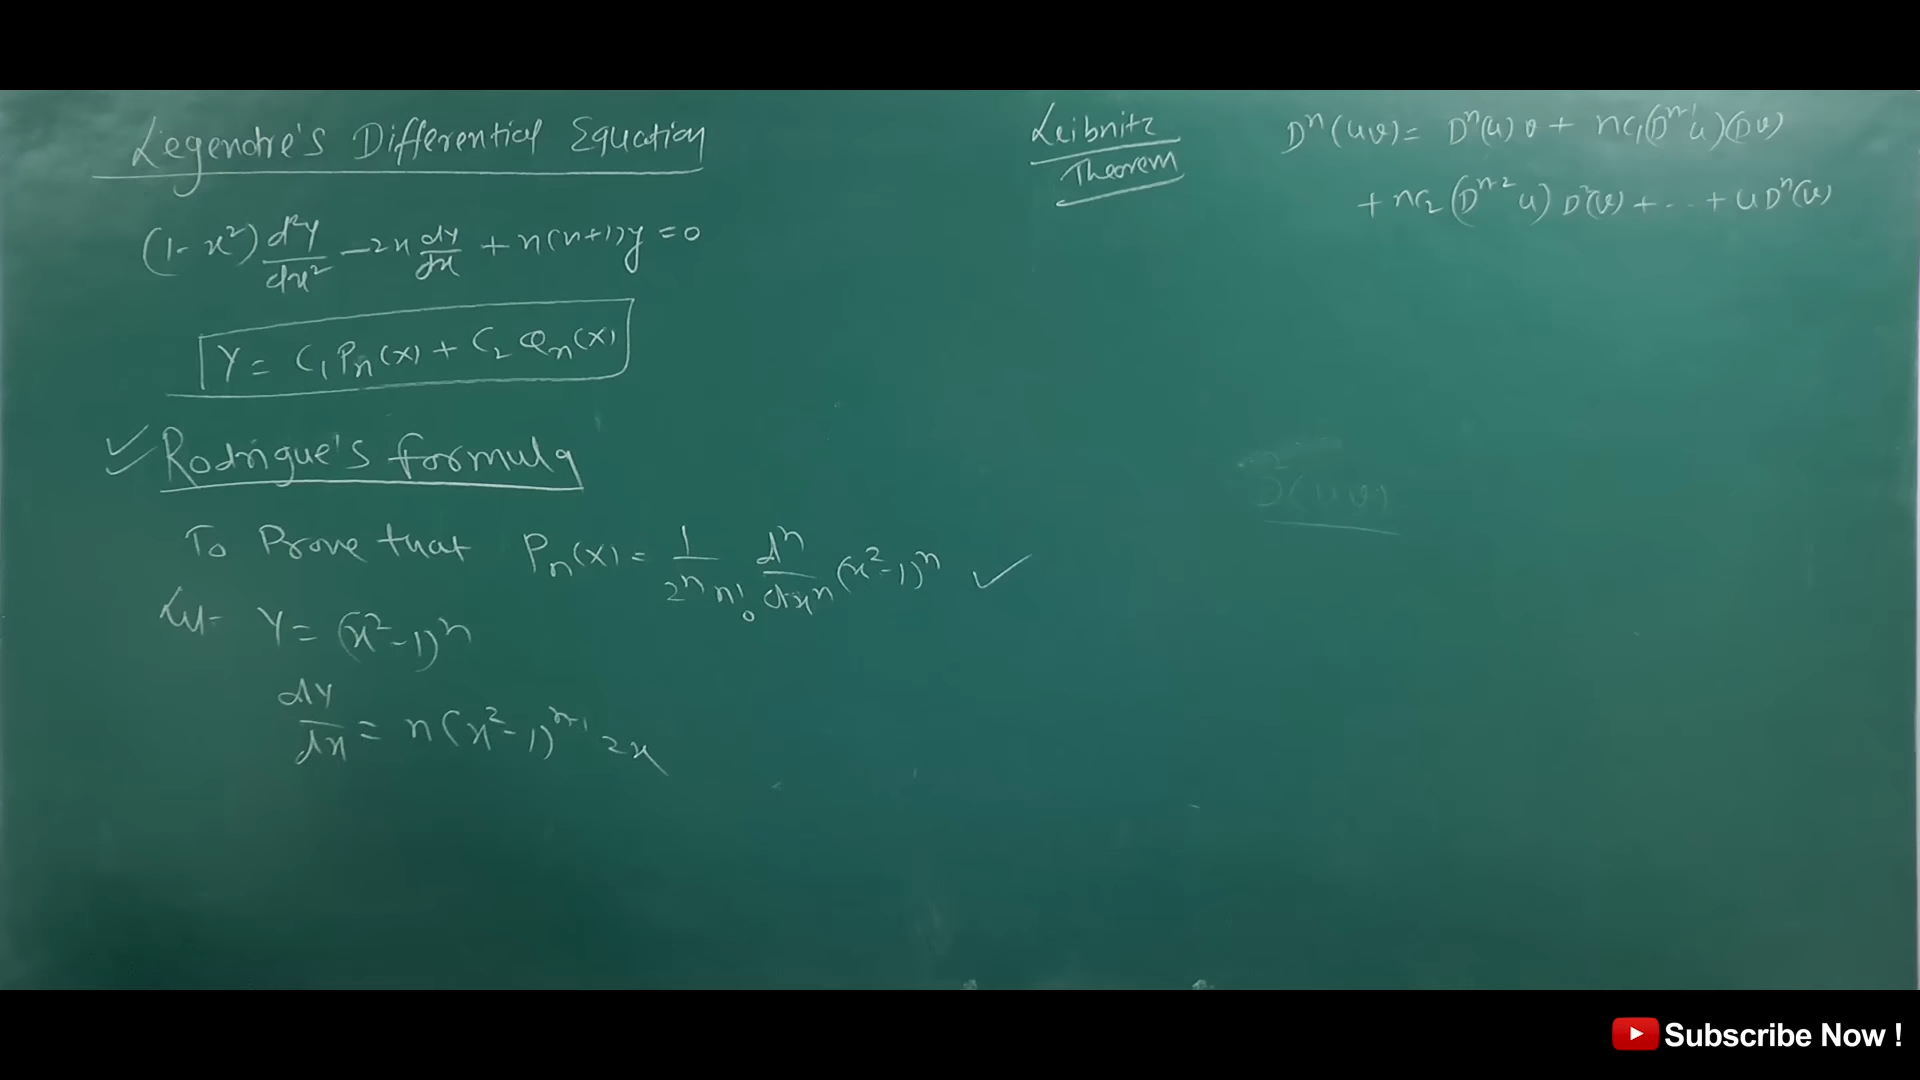 Legendre's Differential Equation
(1-x²) d²y/dx² - 2x dy/dx + n(n+1)y = 0
Y = C₁Pₙ(x) + C₂Qₙ(x)
Rodrigue's formula
To Prove that Pₙ(x) = 1/(2ⁿ n!) dⁿ/dxⁿ (x²-1)ⁿ
Let Y = (x²-1)ⁿ
dy/dx = n(x²-1)ⁿ⁻¹ 2x
Leibnitz
Theorem
Dⁿ(uv) = Dⁿ(u)v + nc₁(Dⁿ⁻¹u)(Dv)
+ nc₂(Dⁿ⁻²u) D²(v) + ... + u Dⁿ(v)
Subscribe Now !